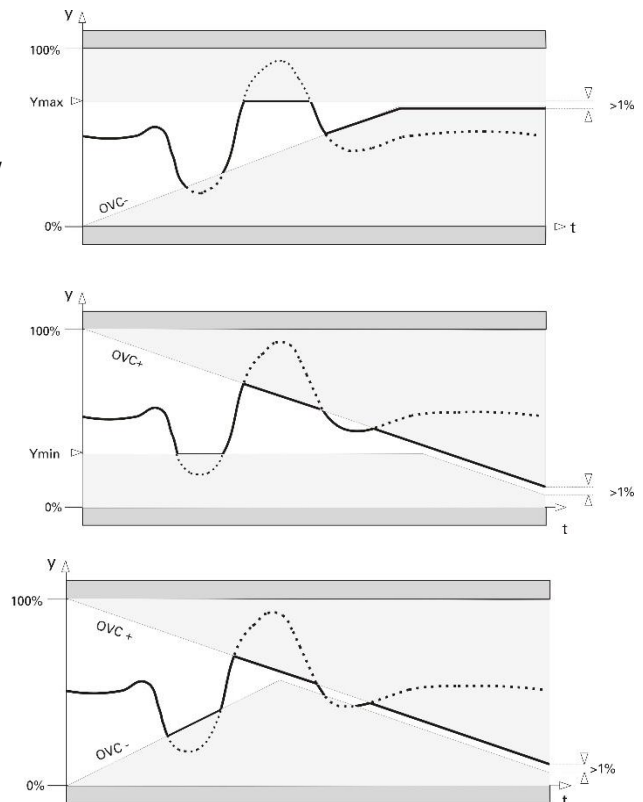 y
100%
Ymax
>1%
OVC-
0%
t
y
100%
OVC+
Ymin
>1%
0%
t
y
100%
OVC +
OVC -
>1%
0%
t